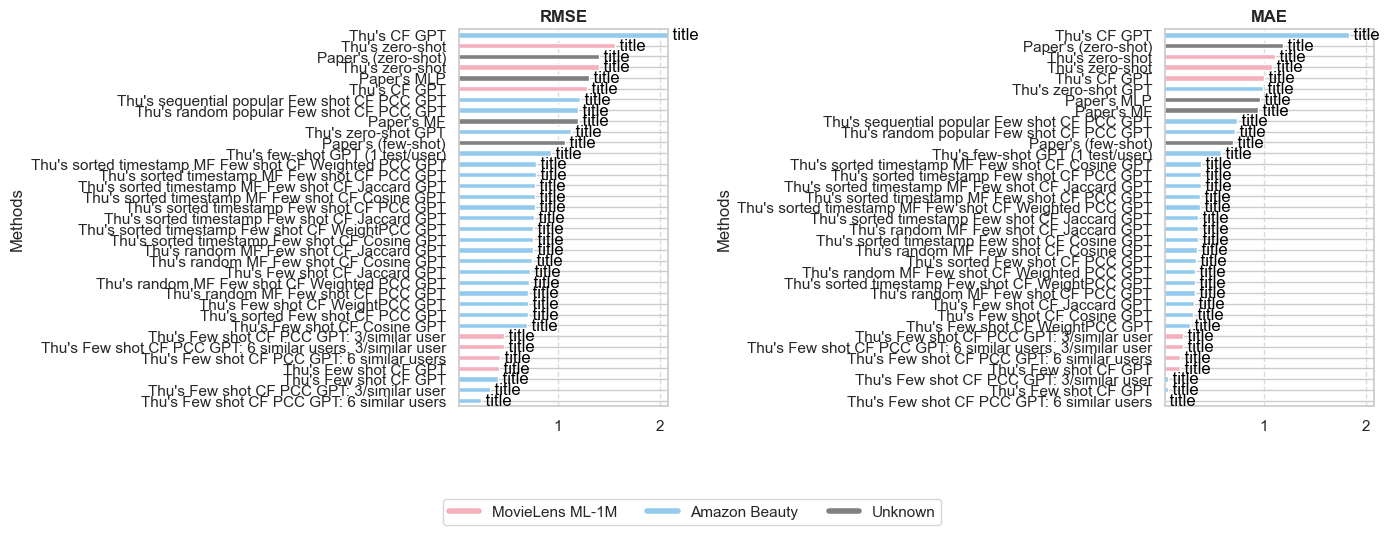 RMSE
Methods
Thu's CF GPT title
Thu's zero-shot title
Paper's (zero-shot) title
Thu's zero-shot title
Paper's MLP title
Thu's CF GPT title
Thu's sequential popular Few shot CF PCC GPT title
Thu's random popular Few shot CF PCC GPT title
Paper's MF title
Thu's zero-shot GPT title
Paper's (few-shot) title
Thu's few-shot GPT (1 test/user) title
Thu's sorted timestamp MF Few shot CF Weighted PCC GPT title
Thu's sorted timestamp MF Few shot CF PCC GPT title
Thu's sorted timestamp MF Few shot CF Jaccard GPT title
Thu's sorted timestamp MF Few shot CF Cosine GPT title
Thu's sorted timestamp Few shot CF PCC GPT title
Thu's sorted timestamp Few shot CF Jaccard GPT title
Thu's sorted timestamp Few shot CF WeightPCC GPT title
Thu's sorted timestamp Few shot CF Cosine GPT title
Thu's random MF Few shot CF Jaccard GPT title
Thu's random MF Few shot CF Cosine GPT title
Thu's Few shot CF Jaccard GPT title
Thu's random MF Few shot CF Weighted PCC GPT title
Thu's random MF Few shot CF PCC GPT title
Thu's Few shot CF WeightPCC GPT title
Thu's sorted Few shot CF PCC GPT title
Thu's Few shot CF Cosine GPT title
Thu's Few shot CF PCC GPT: 3/similar user title
Thu's Few shot CF PCC GPT: 6 similar users, 3/similar user title
Thu's Few shot CF PCC GPT: 6 similar users title
Thu's Few shot CF GPT title
Thu's Few shot CF GPT title
Thu's Few shot CF PCC GPT: 3/similar user title
Thu's Few shot CF PCC GPT: 6 similar users title
1 2
MAE
Methods
Thu's CF GPT title
Paper's (zero-shot) title
Thu's zero-shot title
Thu's zero-shot title
Thu's CF GPT title
Thu's zero-shot GPT title
Paper's MLP title
Paper's MF title
Thu's sequential popular Few shot CF PCC GPT title
Thu's random popular Few shot CF PCC GPT title
Paper's (few-shot) title
Thu's few-shot GPT (1 test/user) title
Thu's sorted timestamp MF Few shot CF Cosine GPT title
Thu's sorted timestamp Few shot CF PCC GPT title
Thu's sorted timestamp MF Few shot CF Jaccard GPT title
Thu's sorted timestamp MF Few shot CF PCC GPT title
Thu's sorted timestamp MF Few shot CF Weighted PCC GPT title
Thu's sorted timestamp Few shot CF Jaccard GPT title
Thu's random MF Few shot CF Jaccard GPT title
Thu's sorted timestamp Few shot CF Cosine GPT title
Thu's random MF Few shot CF Cosine GPT title
Thu's sorted Few shot CF PCC GPT title
Thu's random MF Few shot CF Weighted PCC GPT title
Thu's sorted timestamp Few shot CF WeightPCC GPT title
Thu's random MF Few shot CF PCC GPT title
Thu's Few shot CF Jaccard GPT title
Thu's Few shot CF Cosine GPT title
Thu's Few shot CF WeightPCC GPT title
Thu's Few shot CF PCC GPT: 3/similar user title
Thu's Few shot CF PCC GPT: 6 similar users, 3/similar user title
Thu's Few shot CF PCC GPT: 6 similar users title
Thu's Few shot CF GPT title
Thu's Few shot CF PCC GPT: 3/similar user title
Thu's Few shot CF GPT title
Thu's Few shot CF PCC GPT: 6 similar users title
1 2
MovieLens ML-1M Amazon Beauty Unknown